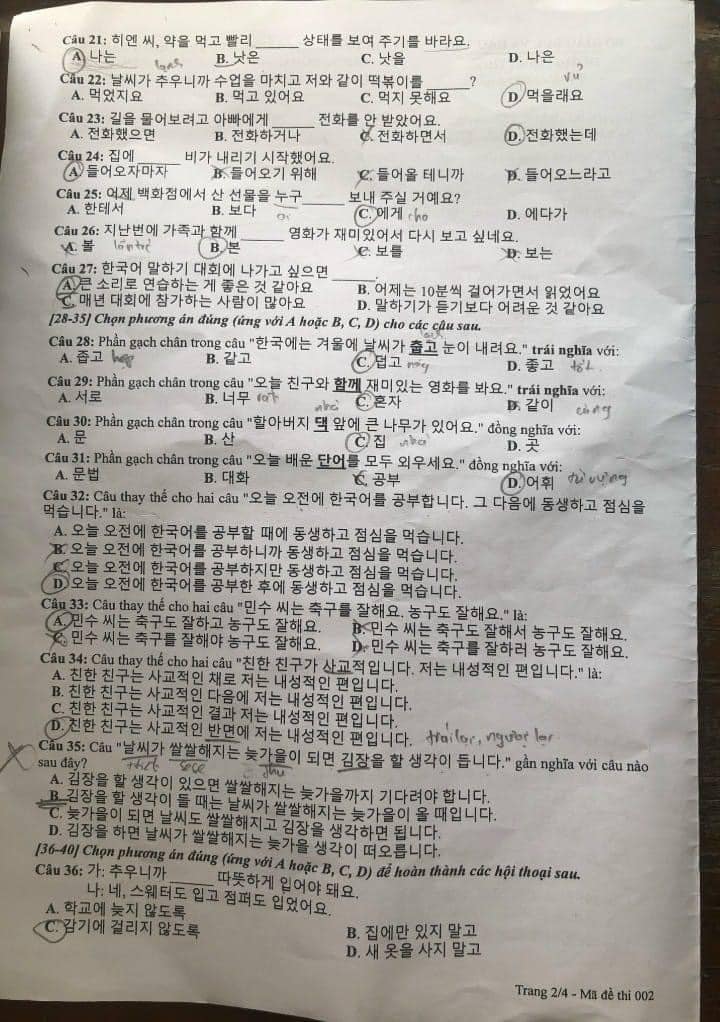 Câu 21: 히엔 씨, 약을 먹고 빨리______ 상태를 보여 주기를 바라요.
A. 나는 B. 낫은 C. 낫을 D. 나은
Câu 22: 날씨가 추우니까 수업을 마치고 저와 같이 떡볶이를 ______?
A. 먹었지요 B. 먹고 있어요 C. 먹지 못해요 D. 먹을래요
Câu 23: 길을 물어보려고 아빠에게 ______ 전화를 안 받았어요.
A. 전화했으면 B. 전화하거나 C. 전화하면서 D. 전화했는데
Câu 24: 집에______ 비가 내리기 시작했어요.
A. 들어오자마자 B. 들어오기 위해 C. 들어올 테니까 D. 들어오느라고
Câu 25: 어제 백화점에서 산 선물을 누구______ 보내 주실 거예요?
A. 한테서 B. 보다 C. 에게 cho D. 에다가
Câu 26: 지난번에 가족과 함께 ______ 영화가 재미있어서 다시 보고 싶네요.
A. 볼 B. 본 C. 보를 D. 보는
Câu 27: 한국어 말하기 대회에 나가고 싶으면 ______.
A. 큰 소리로 연습하는 게 좋은 것 같아요 B. 어제는 10분씩 걸어가면서 읽었어요
C. 매년 대회에 참가하는 사람이 많아요 D. 말하기가 듣기보다 어려운 것 같아요
[28-35] Chọn phương án đúng (ứng với A hoặc B, C, D) cho các câu sau.
Câu 28: Phần gạch chân trong câu "한국에는 겨울에 날씨가 춥고 눈이 내려요." trái nghĩa với:
A. 좁고 hẹp B. 같고 C. 덥고 nóng D. 좋고 tốt
Câu 29: Phần gạch chân trong câu "오늘 친구와 함께 재미있는 영화를 봐요." trái nghĩa với:
A. 서로 B. 너무 rất C. 혼자 D. 같이 cùng
Câu 30: Phần gạch chân trong câu "할아버지 댁 앞에 큰 나무가 있어요." đồng nghĩa với:
nhà
A. 문 B. 산 C. 집 nhà D. 곳
Câu 31: Phần gạch chân trong câu "오늘 배운 단어를 모두 외우세요." đồng nghĩa với:
A. 문법 B. 대화 C. 공부 D. 어휘 từ vựng
Câu 32: Câu thay thế cho hai câu "오늘 오전에 한국어를 공부합니다. 그 다음에 동생하고 점심을
먹습니다." là:
A. 오늘 오전에 한국어를 공부할 때에 동생하고 점심을 먹습니다.
B. 오늘 오전에 한국어를 공부하니까 동생하고 점심을 먹습니다.
C. 오늘 오전에 한국어를 공부하지만 동생하고 점심을 먹습니다.
D. 오늘 오전에 한국어를 공부한 후에 동생하고 점심을 먹습니다.
Câu 33: Câu thay thế cho hai câu "민수 씨는 축구를 잘해요. 농구도 잘해요." là:
A. 민수 씨는 축구도 잘하고 농구도 잘해요. B. 민수 씨는 축구도 잘해서 농구도 잘해요.
C. 민수 씨는 축구를 잘해야 농구도 잘해요. D. 민수 씨는 축구를 잘하러 농구도 잘해요.
Câu 34: Câu thay thế cho hai câu "친한 친구가 사교적입니다. 저는 내성적인 편입니다." là:
A. 친한 친구는 사교적인 채로 저는 내성적인 편입니다.
B. 친한 친구는 사교적인 다음에 저는 내성적인 편입니다.
C. 친한 친구는 사교적인 결과 저는 내성적인 편입니다.
D. 친한 친구는 사교적인 반면에 저는 내성적인 편입니다. trái lại, ngược lại
Câu 35: Câu "날씨가 쌀쌀해지는 늦가을이 되면 김장을 할 생각이 듭니다." gần nghĩa với câu nào
sau đây? thu
A. 김장을 할 생각이 있으면 쌀쌀해지는 늦가을까지 기다려야 합니다.
B. 김장을 할 생각이 들 때는 날씨가 쌀쌀해지는 늦가을이 올 때입니다.
C. 늦가을이 되면 날씨도 쌀쌀해지고 김장을 생각하면 됩니다.
D. 김장을 하면 날씨가 쌀쌀해지는 늦가을 생각이 떠오릅니다.
[36-40] Chọn phương án đúng (ứng với A hoặc B, C, D) để hoàn thành các hội thoại sau.
Câu 36: 가: 추우니까 ______ 따뜻하게 입어야 돼요.
나: 네, 스웨터도 입고 점퍼도 입었어요.
A. 학교에 늦지 않도록 B. 집에만 있지 말고
C. 감기에 걸리지 않도록 D. 새 옷을 사지 말고
Trang 2/4 - Mã đề thi 002